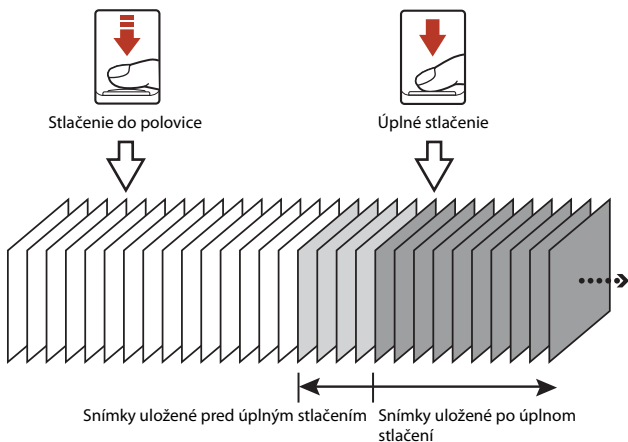 Stlačenie do polovice
Úplné stlačenie
Snímky uložené pred úplným stlačením
Snímky uložené po úplnom
stlačení